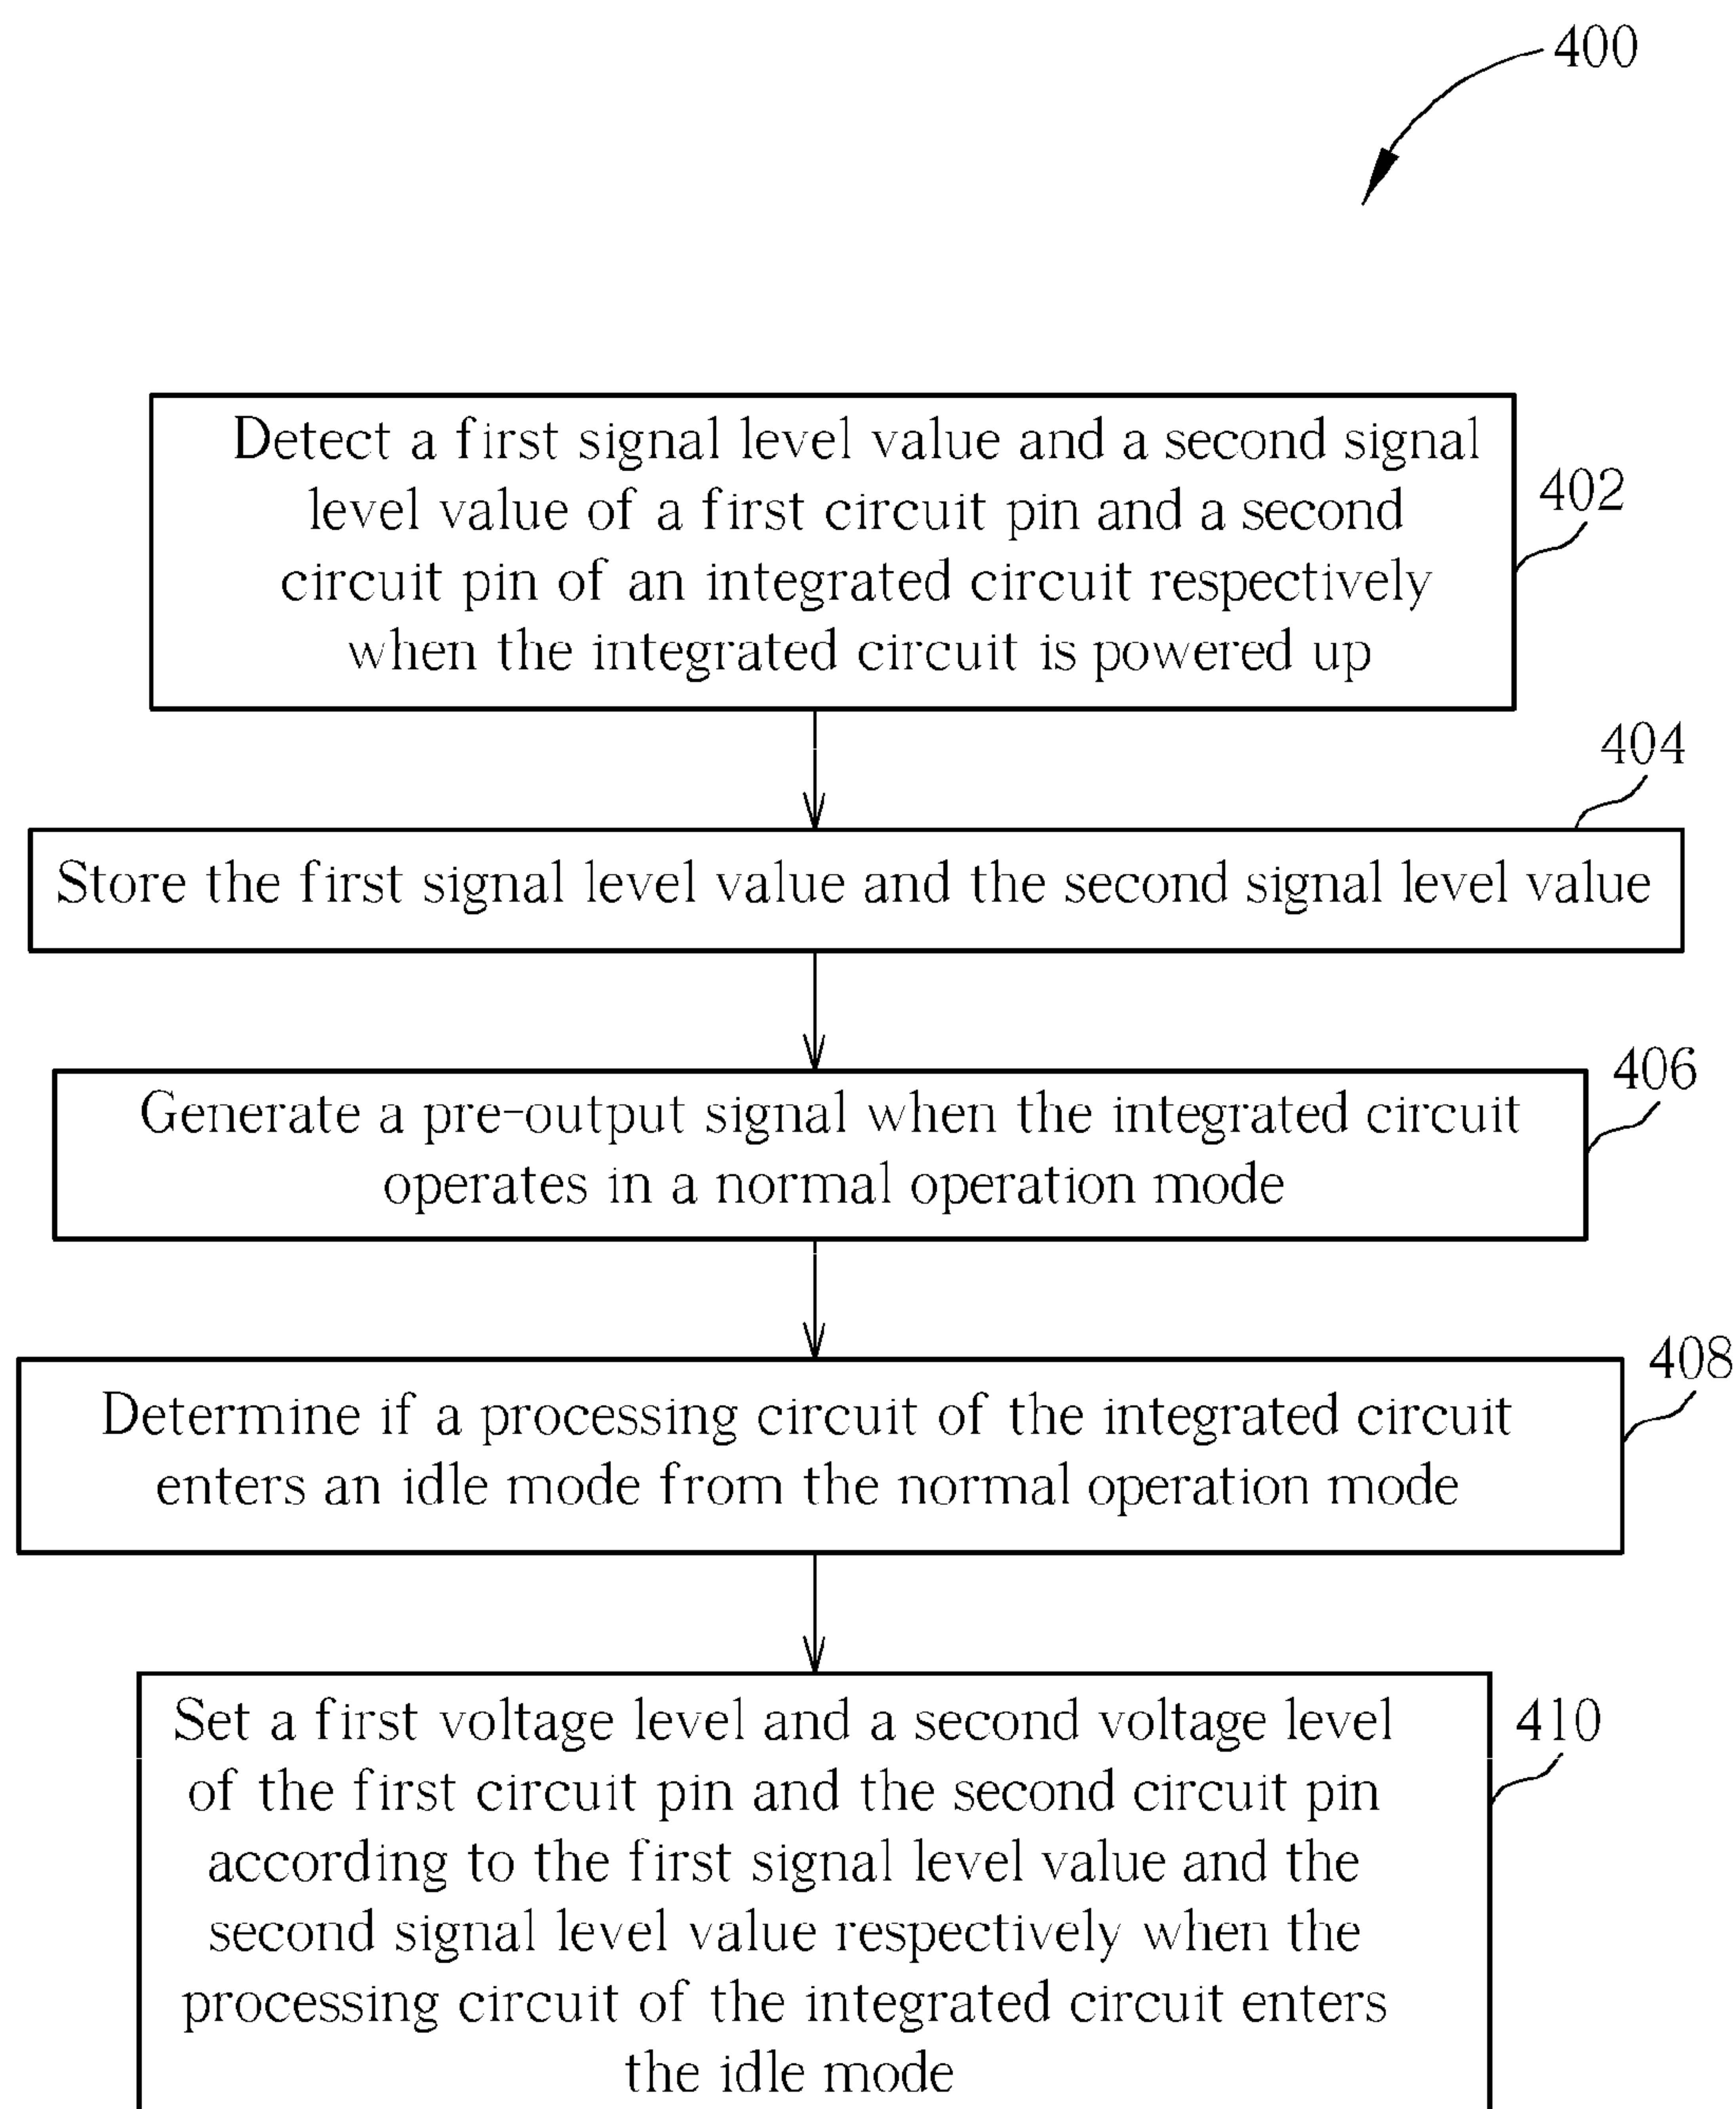 400
Detect a first signal level value and a second signal
level value of a first circuit pin and a second
circuit pin of an integrated circuit respectively
when the integrated circuit is powered up
402
404
Store the first signal level value and the second signal level value
406
Generate a pre-output signal when the integrated circuit
operates in a normal operation mode
408
Determine if a processing circuit of the integrated circuit
enters an idle mode from the normal operation mode
410
Set a first voltage level and a second voltage level
of the first circuit pin and the second circuit pin
according to the first signal level value and the
second signal level value respectively when the
processing circuit of the integrated circuit enters
the idle mode